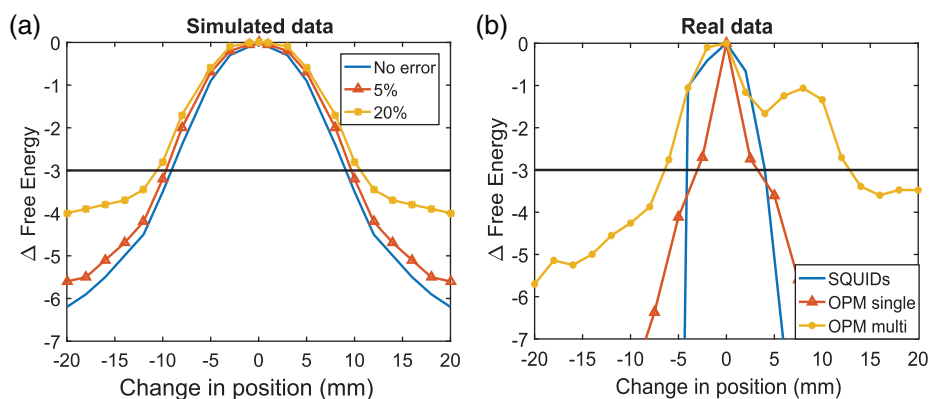 (a)
Simulated data
Δ Free Energy
0
-1
-2
-3
-4
-5
-6
-7
No error
5%
20%
-20 -15 -10 -5 0 5 10 15 20
Change in position (mm)
(b)
Real data
Δ Free Energy
0
-1
-2
-3
-4
-5
-6
-7
SQUIDs
OPM single
OPM multi
-20 -15 -10 -5 0 5 10 15 20
Change in position (mm)